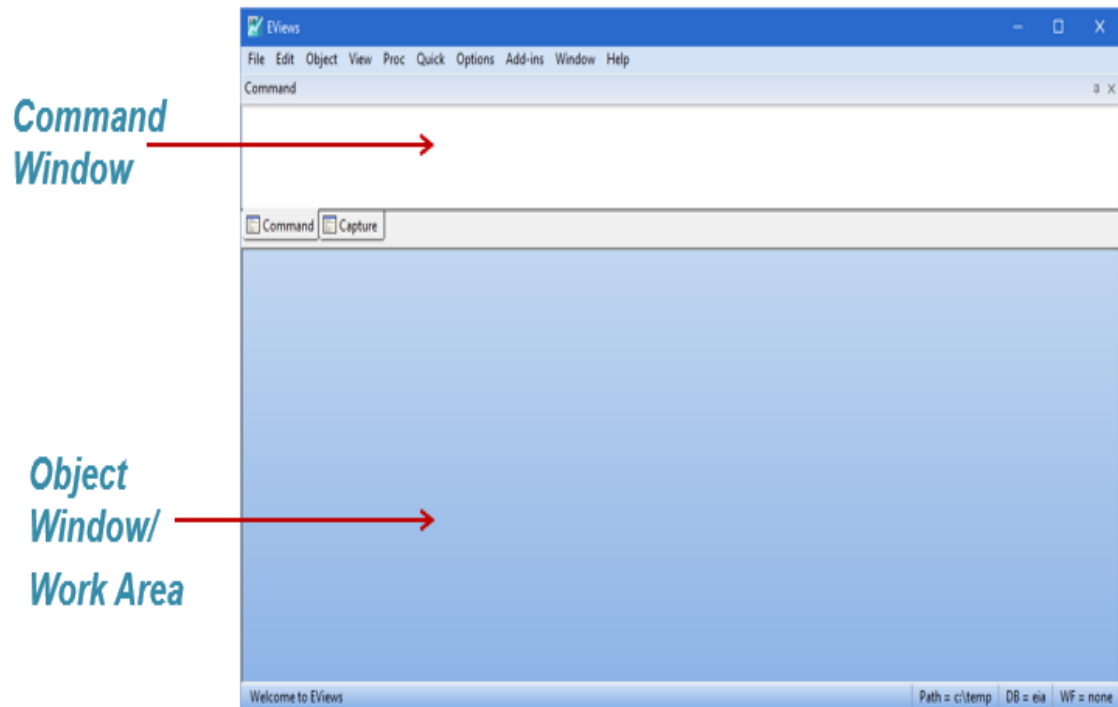 EViews
File Edit Object View Proc Quick Options Add-ins Window Help
Command
Command
Window
Command Capture
Object
Window/
Work Area
Welcome to EViews Path = c:\temp DB = eia WF = none